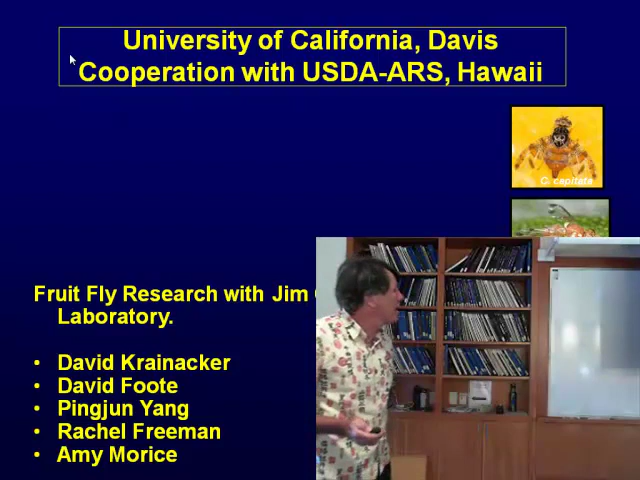 University of California, Davis
Cooperation with USDA-ARS, Hawaii
C. capitata
Fruit Fly Research with Jim
Laboratory.
• David Krainacker
• David Foote
• Pingjun Yang
• Rachel Freeman
• Amy Morice